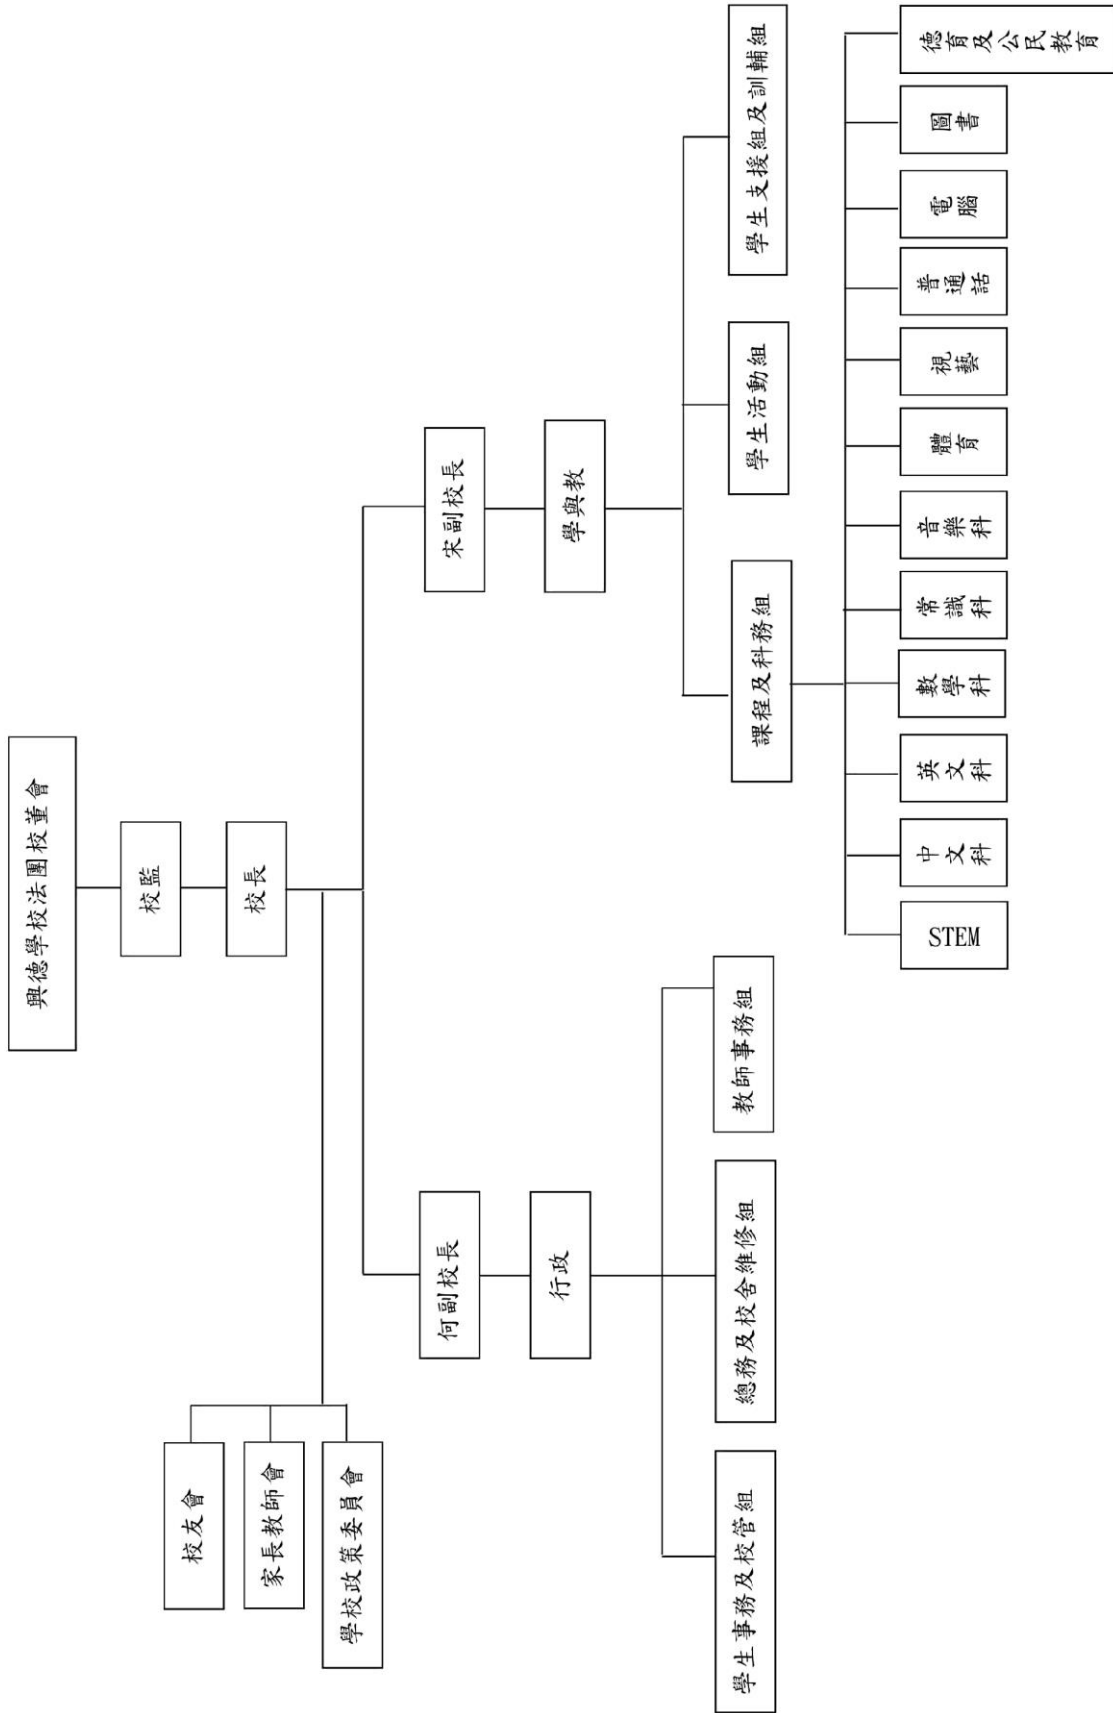 興德學校法團校董會
校監
校長
校友會
家長教師會
學校政策委員會
何副校長
宋副校長
行政
學與教
學生事務及校管組
總務及校舍維修組
教師事務組
課程及科務組
學生活動組
學生支援組及訓輔組
STEM
中文科
英文科
數學科
常識科
音樂科
體育
視藝
普通話
電腦
圖書
德育及公民教育